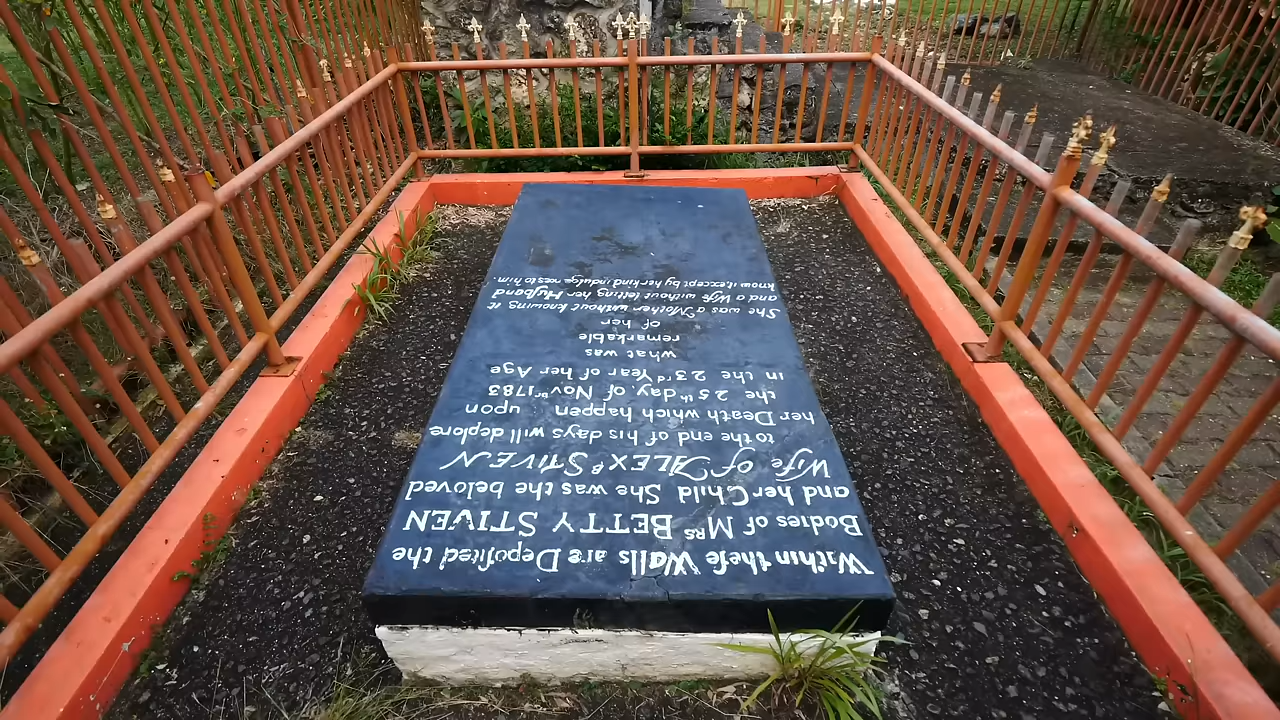 Within theſe Walls are Depoſited the
Bodies of Mrs BETTY STIVEN
and her Child She was the beloved
Wife of ALEXR STIVEN
to the end of his days will deplore
her Death which happen upon
the 25th day of Novbr 1783
in the 23rd Year of her Age
what was
remarkable
of her
She was a Mother without knowing it
and a Wife without letting her Huſband
know it except by her kind indulgences to him.